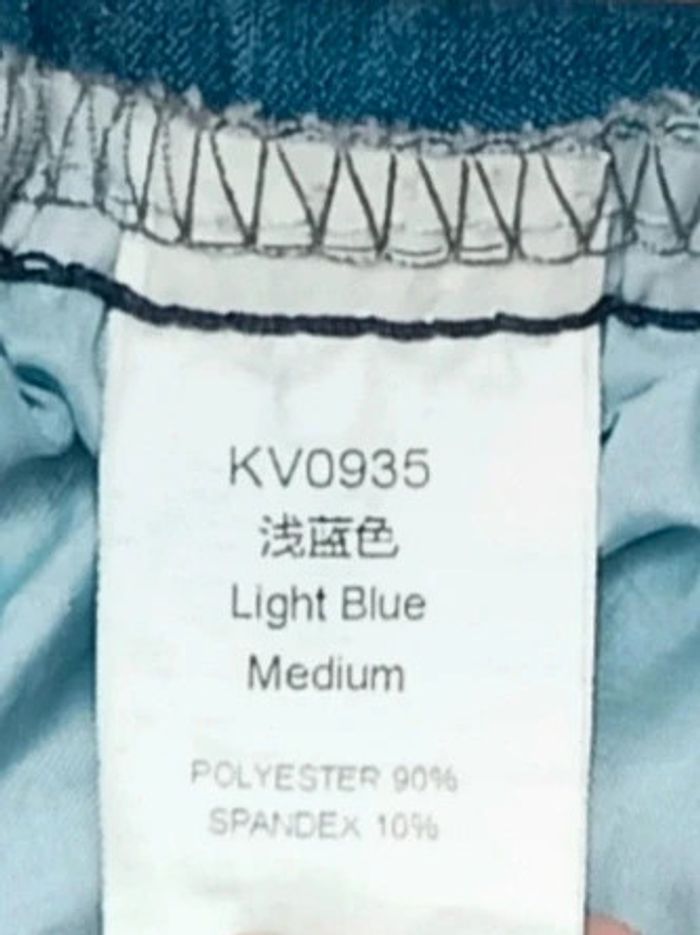 KV0935
浅蓝色
Light Blue
Medium
POLYESTER 90%
SPANDEX 10%